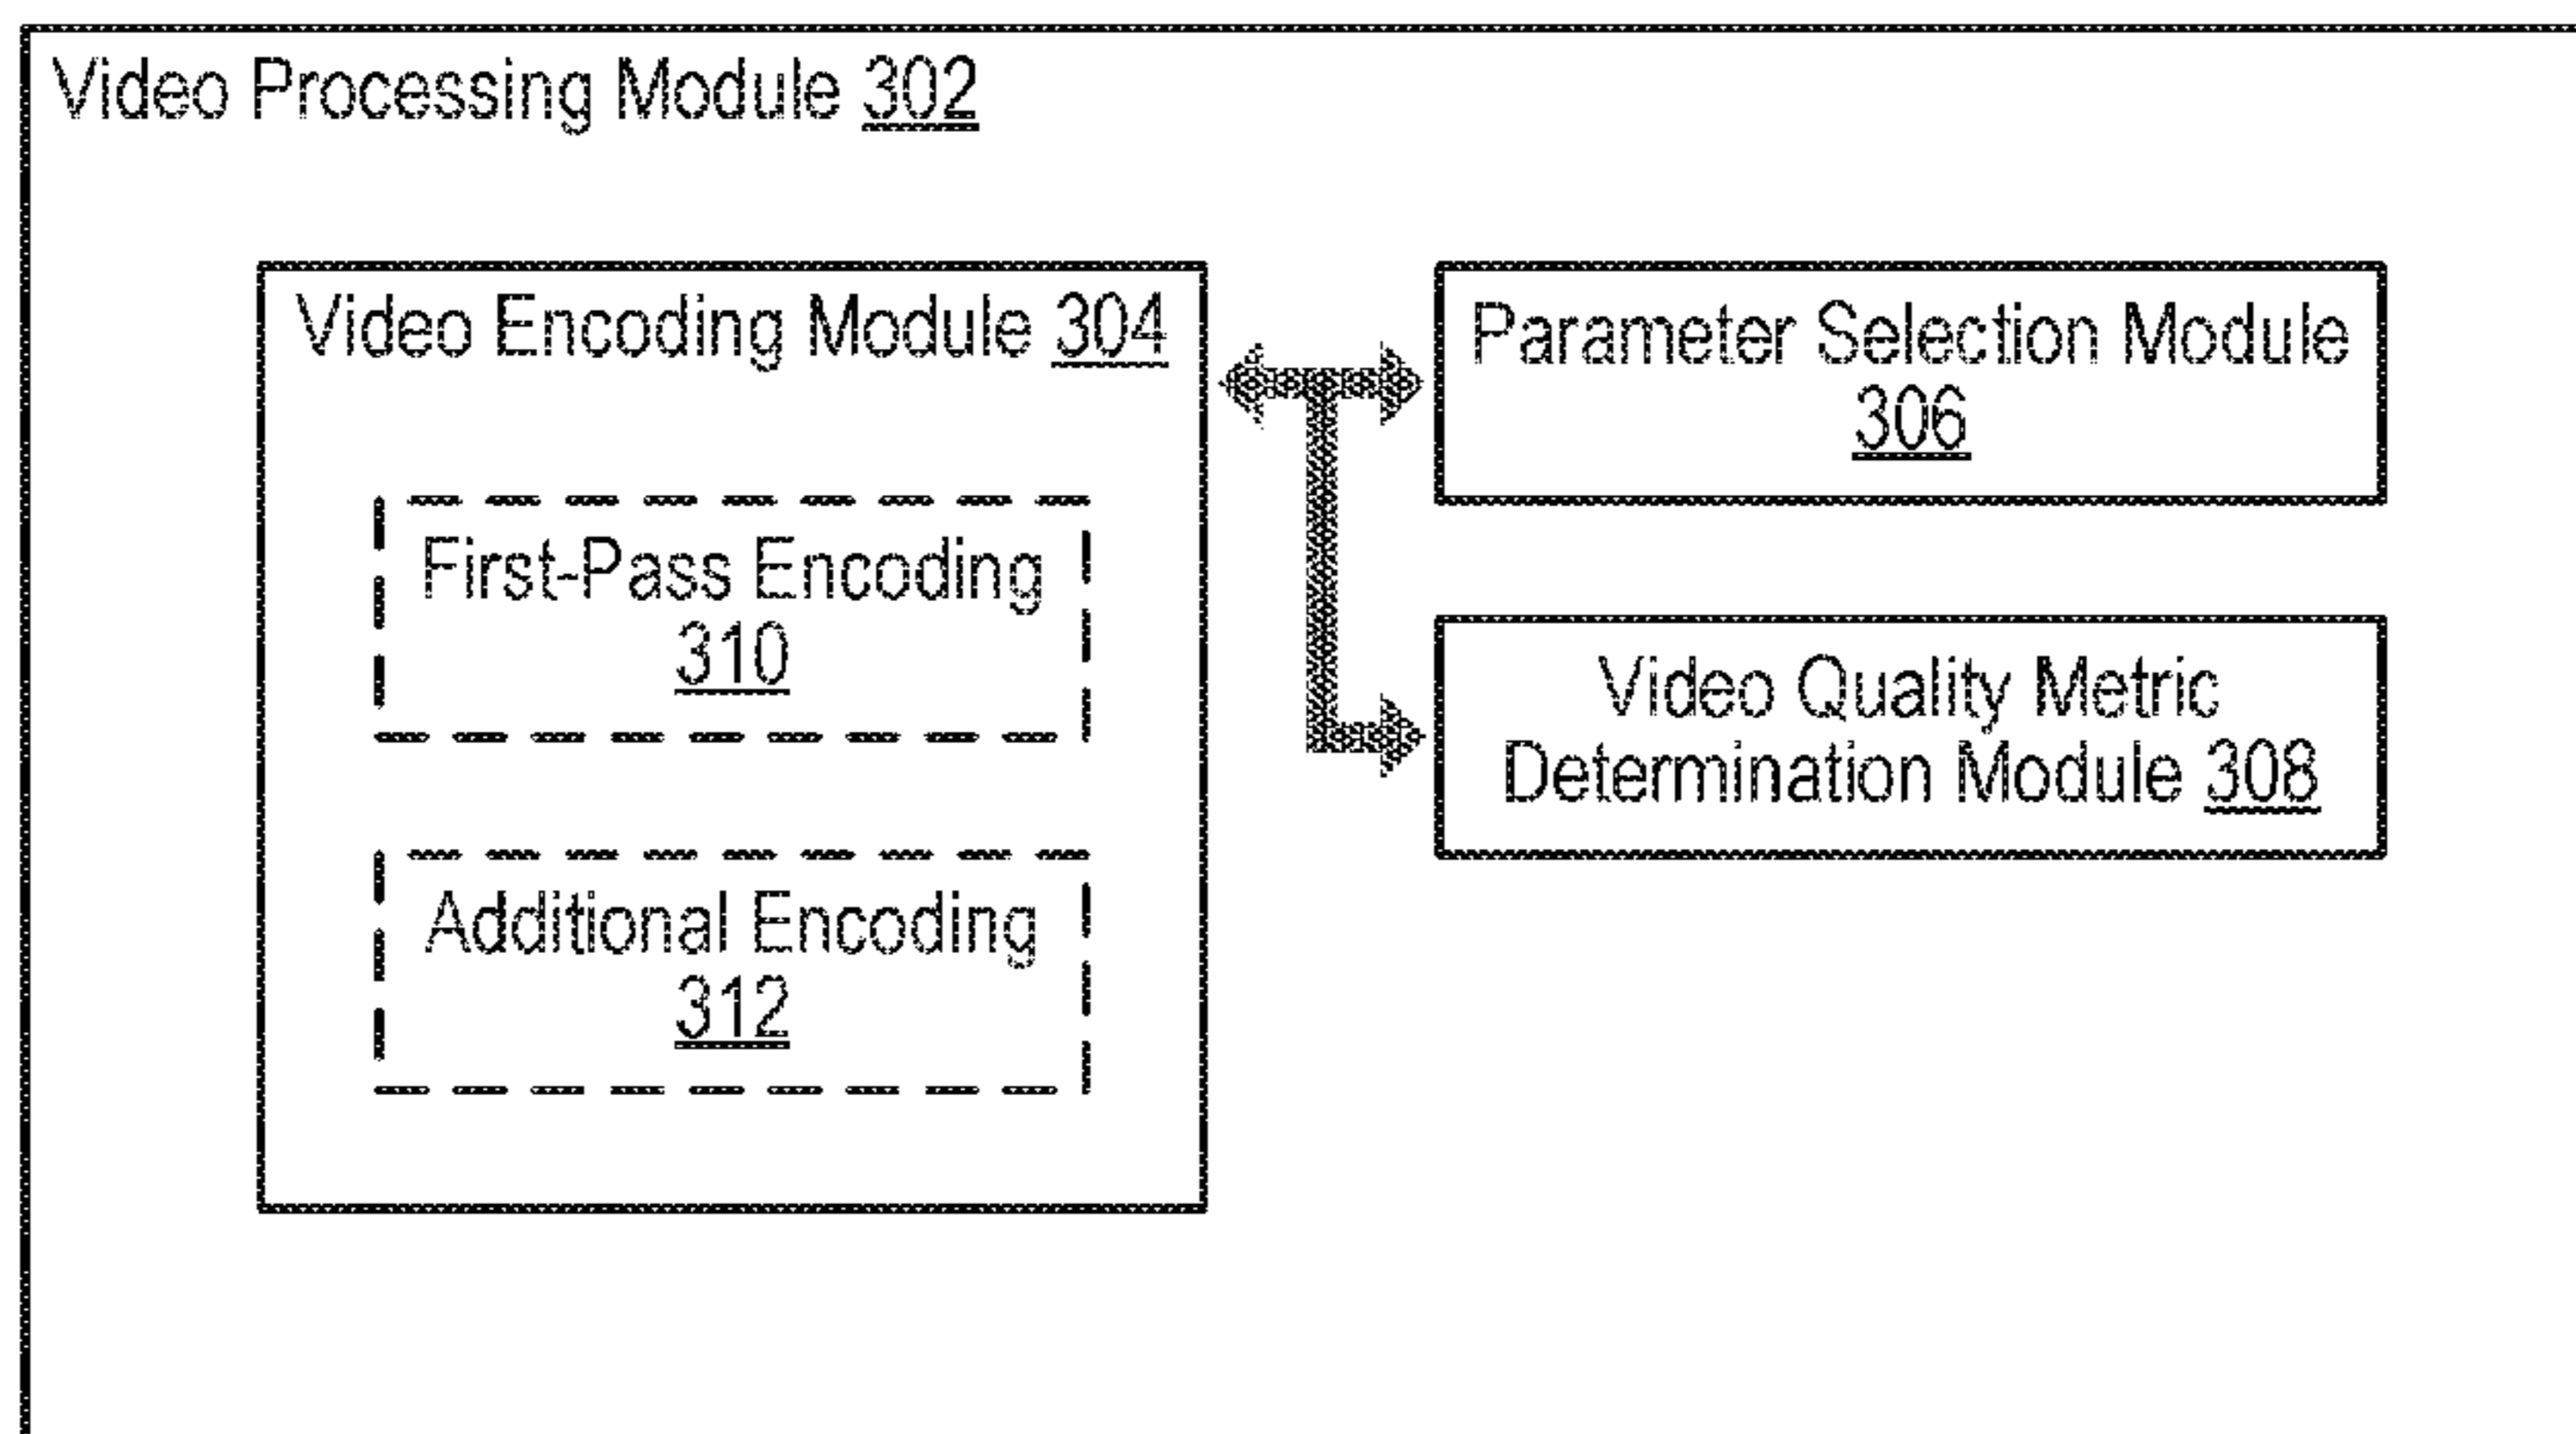 Video Processing Module 302
Video Encoding Module 304
First-Pass Encoding
310
Additional Encoding
312
Parameter Selection Module
306
Video Quality Metric
Determination Module 308